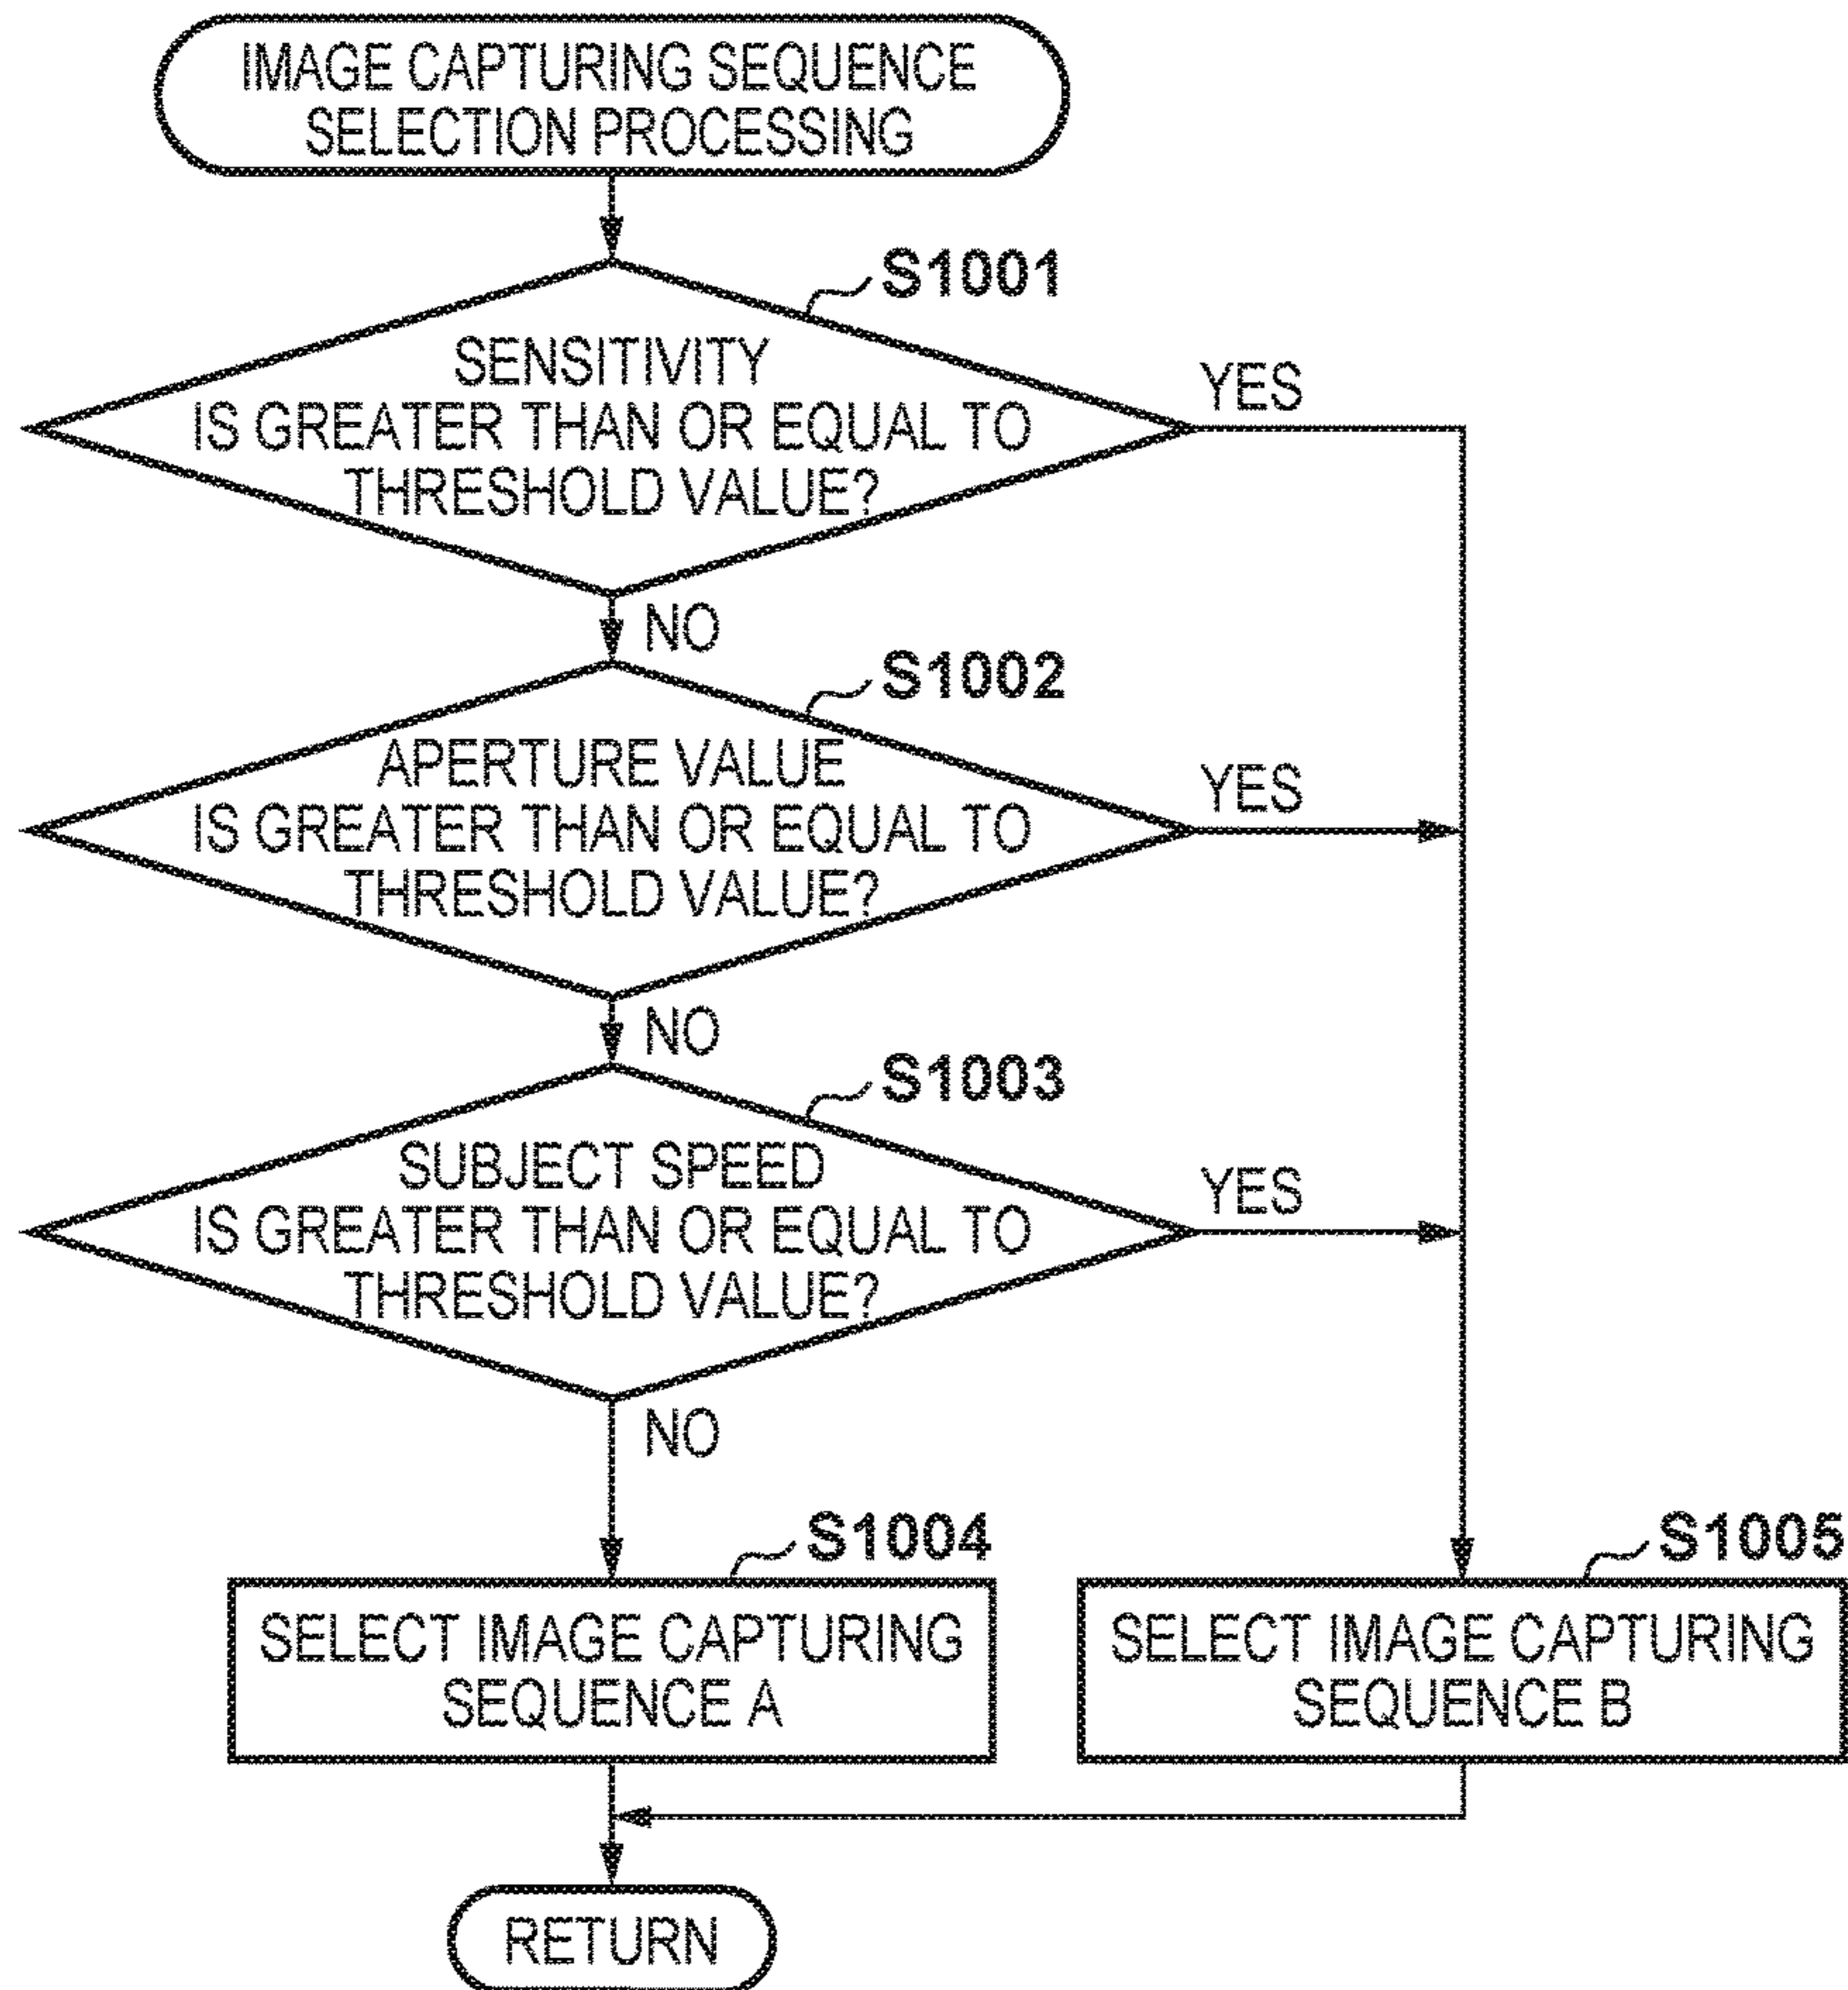 IMAGE CAPTURING SEQUENCE
SELECTION PROCESSING
S1001
SENSITIVITY
IS GREATER THAN OR EQUAL TO
THRESHOLD VALUE?
YES
NO
S1002
APERTURE VALUE
IS GREATER THAN OR EQUAL TO
THRESHOLD VALUE?
YES
NO
S1003
SUBJECT SPEED
IS GREATER THAN OR EQUAL TO
THRESHOLD VALUE?
YES
NO
S1004
SELECT IMAGE CAPTURING
SEQUENCE A
S1005
SELECT IMAGE CAPTURING
SEQUENCE B
RETURN